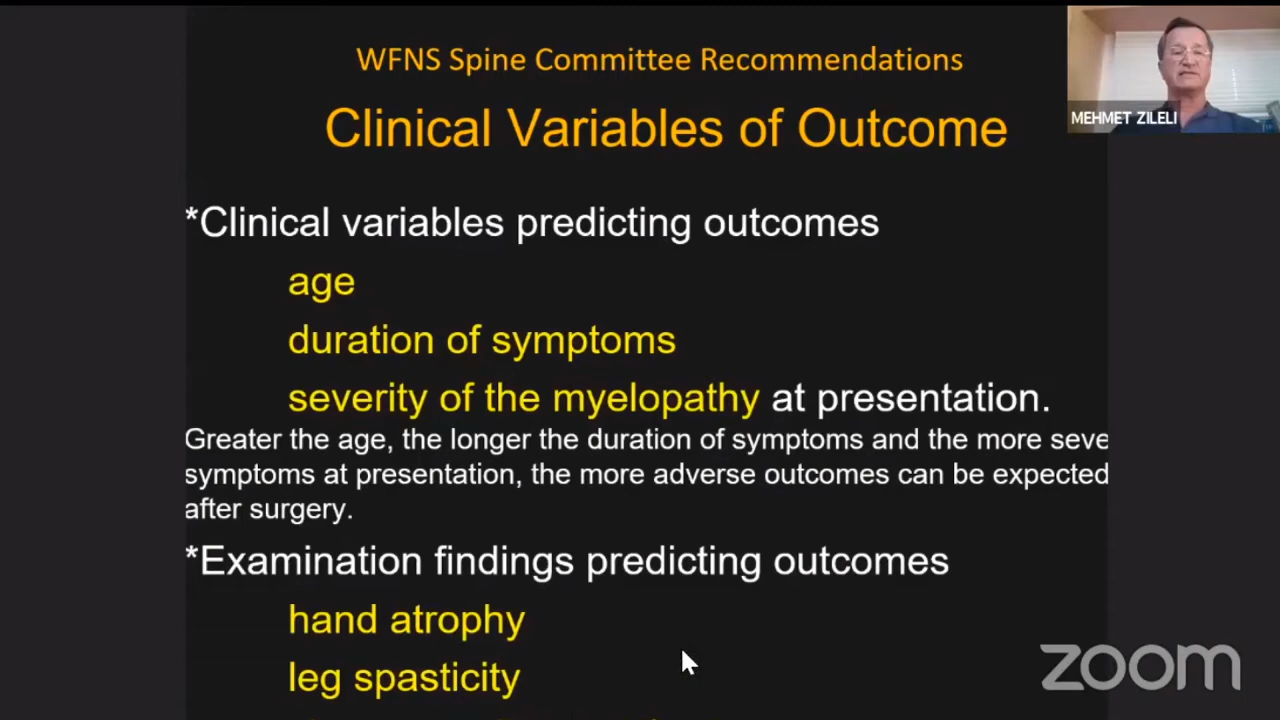 WFNS Spine Committee Recommendations
Clinical Variables of Outcome
MEHMET ZILELI
*Clinical variables predicting outcomes
age
duration of symptoms
severity of the myelopathy at presentation.
Greater the age, the longer the duration of symptoms and the more seve
symptoms at presentation, the more adverse outcomes can be expected
after surgery.
*Examination findings predicting outcomes
hand atrophy
leg spasticity
zoom